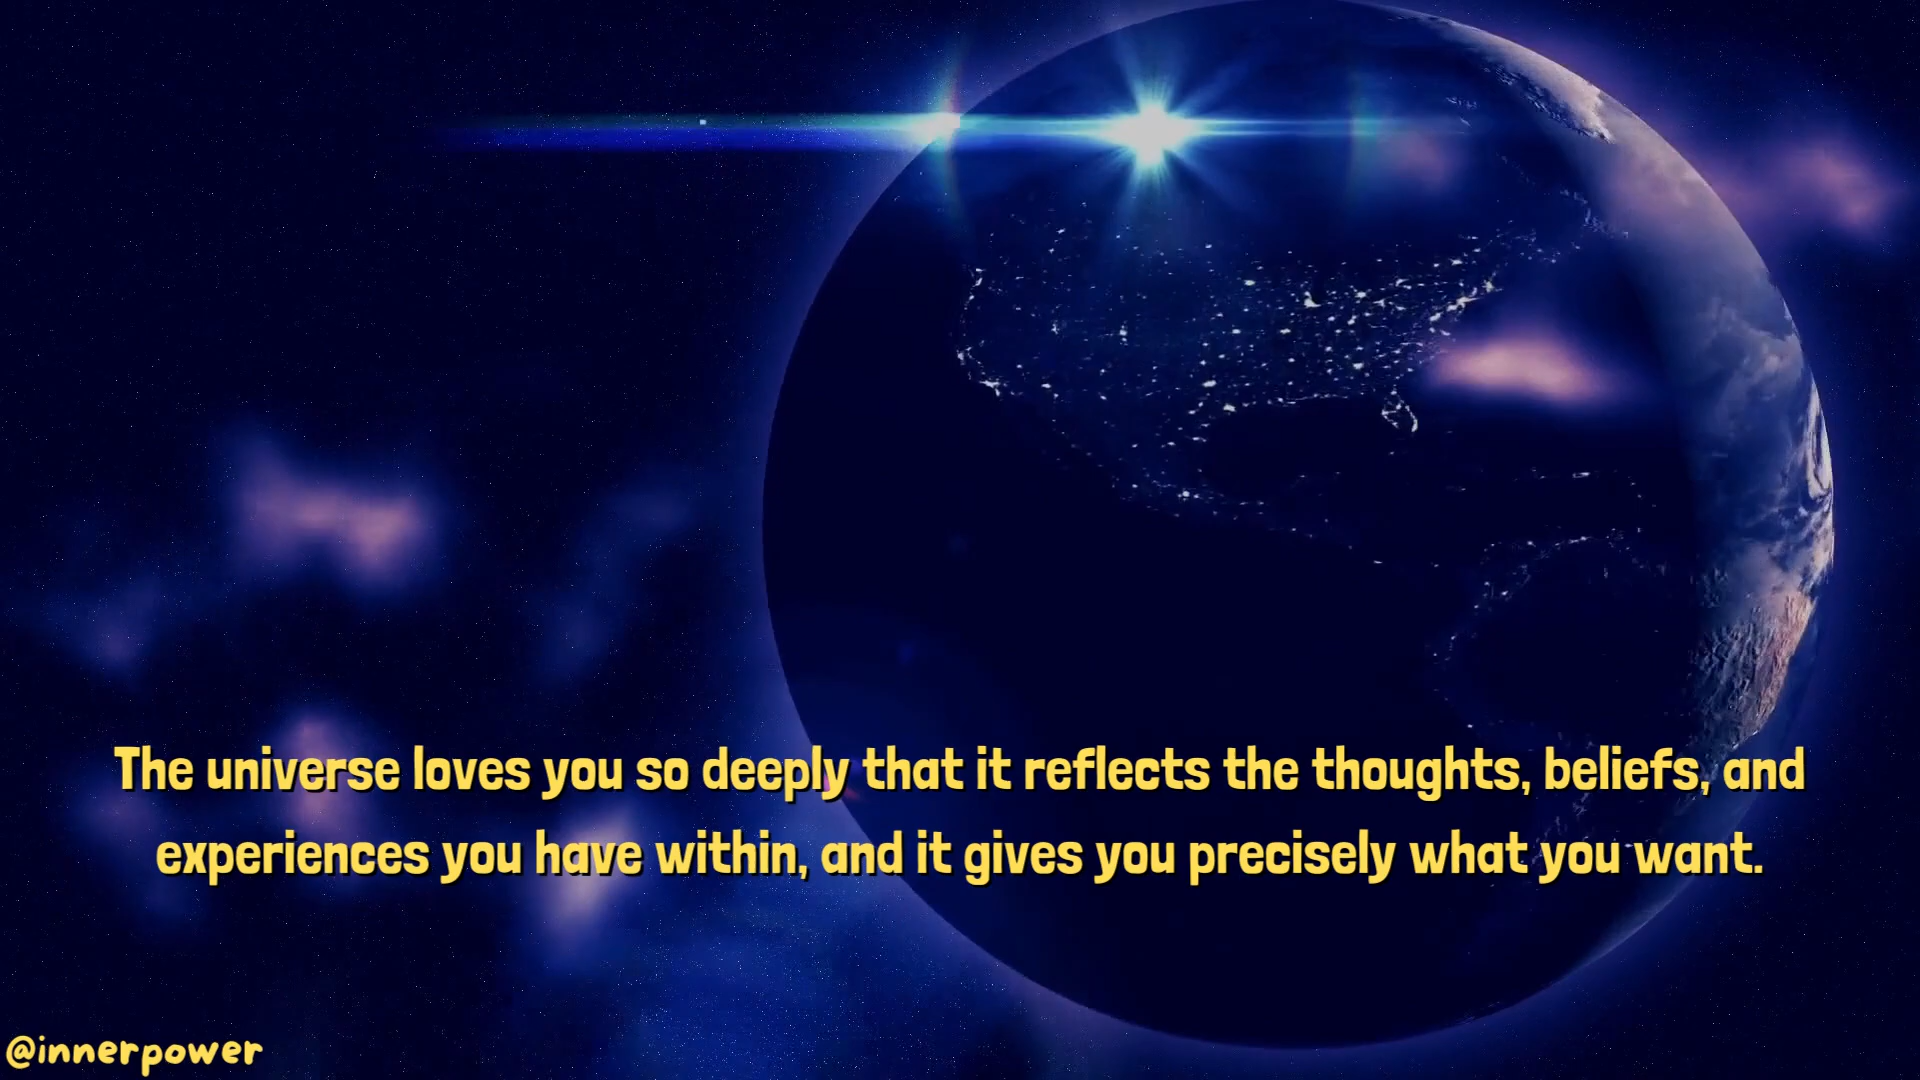 The universe loves you so deeply that it reflects the thoughts, beliefs, and
experiences you have within, and it gives you precisely what you want.
@innerpower